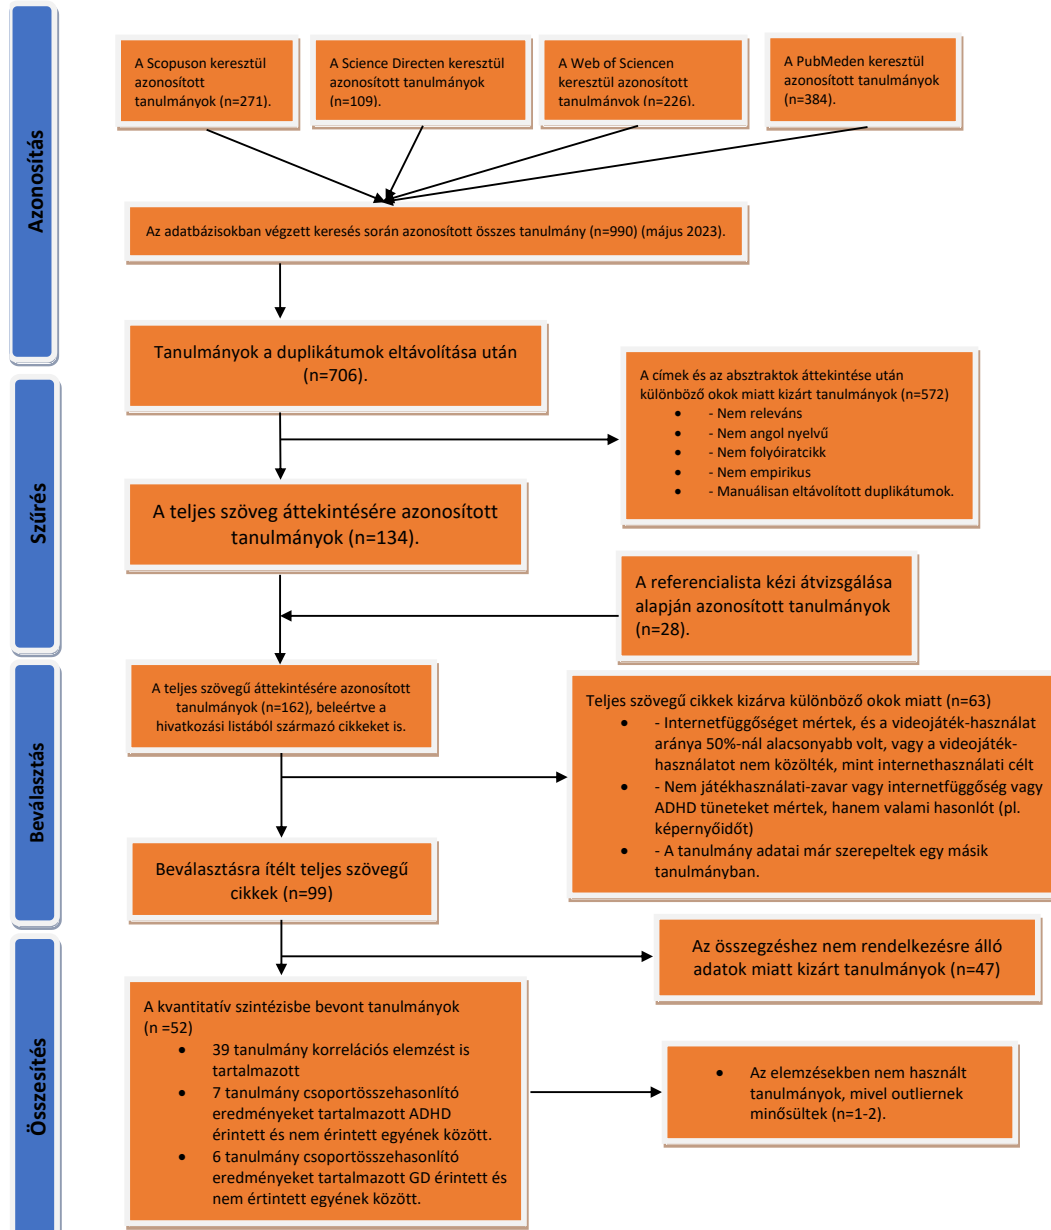 Azonosítás
A Scopuson keresztül
azonosított
tanulmányok (n=271).
A Science Directen keresztül
azonosított tanulmányok
(n=109).
A Web of Sciencen
keresztül azonosított
tanulmányok (n=226).
A PubMeden keresztül
azonosított tanulmányok
(n=384).
Az adatbázisokban végzett keresés során azonosított összes tanulmány (n=990) (május 2023).
Tanulmányok a duplikátumok eltávolítása után
(n=706).
Szűrés
A címek és az absztraktok áttekintése után
különböző okok miatt kizárt tanulmányok (n=572)
• - Nem releváns
• - Nem angol nyelvű
• - Nem folyóiratcikk
• - Nem empirikus
• - Manuálisan eltávolított duplikátumok.
A teljes szöveg áttekintésére azonosított
tanulmányok (n=134).
A referencialista kézi átvizsgálása
alapján azonosított tanulmányok
(n=28).
Beválasztás
A teljes szövegű áttekintésére azonosított
tanulmányok (n=162), beleértve a
hivatkozási listából származó cikkeket is.
Teljes szövegű cikkek kizárva különböző okok miatt (n=63)
• - Internetfüggőséget mértek, és a videojáték-használat
aránya 50%-nál alacsonyabb volt, vagy a videojáték-
használatot nem közölték, mint internethasználati célt
• - Nem játékhasználati-zavar vagy internetfüggőség vagy
ADHD tüneteket mértek, hanem valami hasonlót (pl.
képernyőidőt)
• - A tanulmány adatai már szerepeltek egy másik
tanulmányban.
Beválasztásra ítélt teljes szövegű
cikkek (n=99)
Összesítés
Az összegzéshez nem rendelkezésre álló
adatok miatt kizárt tanulmányok (n=47)
A kvantitatív szintézisbe bevont tanulmányok
(n =52)
• 39 tanulmány korrelációs elemzést is
tartalmazott
• 7 tanulmány csoportösszehasonlító
eredményeket tartalmazott ADHD
érintett és nem érintett egyének között.
• 6 tanulmány csoportösszehasonlító
eredményeket tartalmazott GD érintett és
nem értintett egyének között.
• Az elemzésekben nem használt
tanulmányok, mivel outliernek
minősültek (n=1-2).